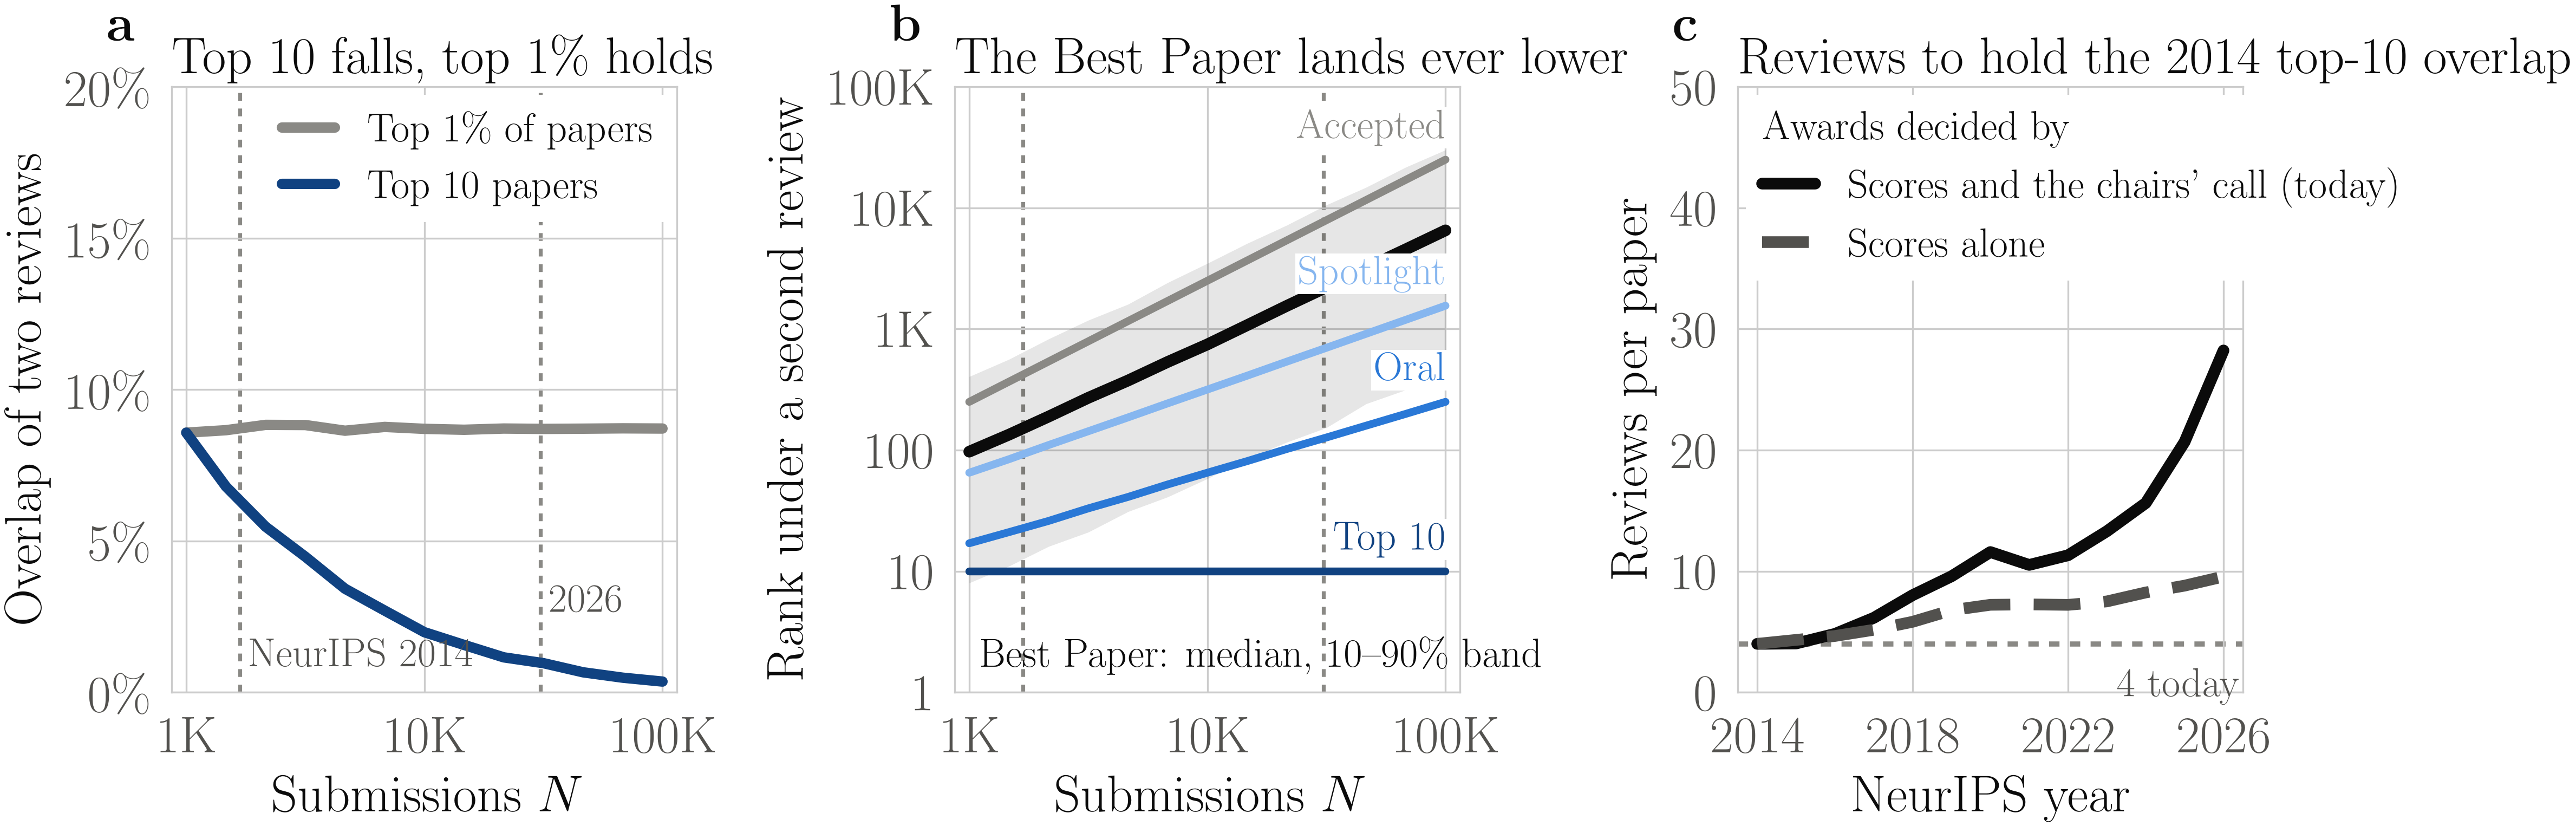 a
Top 10 falls, top 1% holds
20%
15%
10%
5%
0%
Overlap of two reviews
Top 1% of papers
Top 10 papers
2026
NeurIPS 2014
1K
10K
100K
Submissions N
b
The Best Paper lands ever lower
100K
10K
1K
100
10
1
Rank under a second review
Accepted
Spotlight
Oral
Top 10
Best Paper: median, 10–90% band
1K
10K
100K
Submissions N
c
Reviews to hold the 2014 top-10 overlap
50
40
30
20
10
0
Reviews per paper
Awards decided by
Scores and the chairs' call (today)
Scores alone
4 today
2014
2018
2022
2026
NeurIPS year